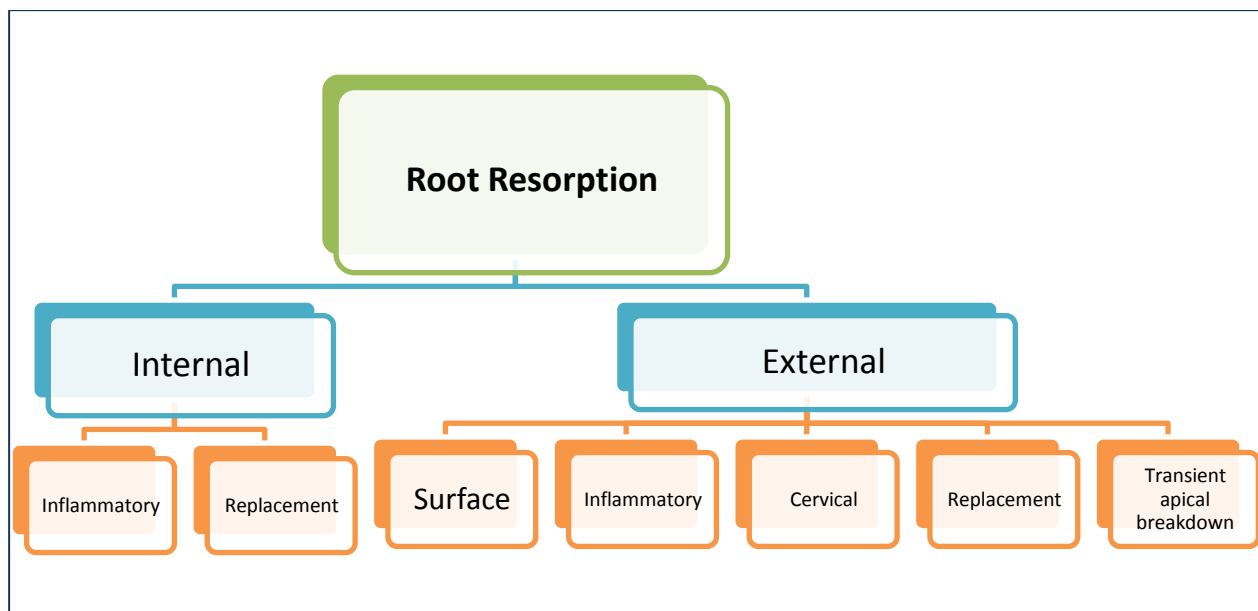 Root Resorption
Internal
External
Inflammatory
Replacement
Surface
Inflammatory
Cervical
Replacement
Transient
apical
breakdown